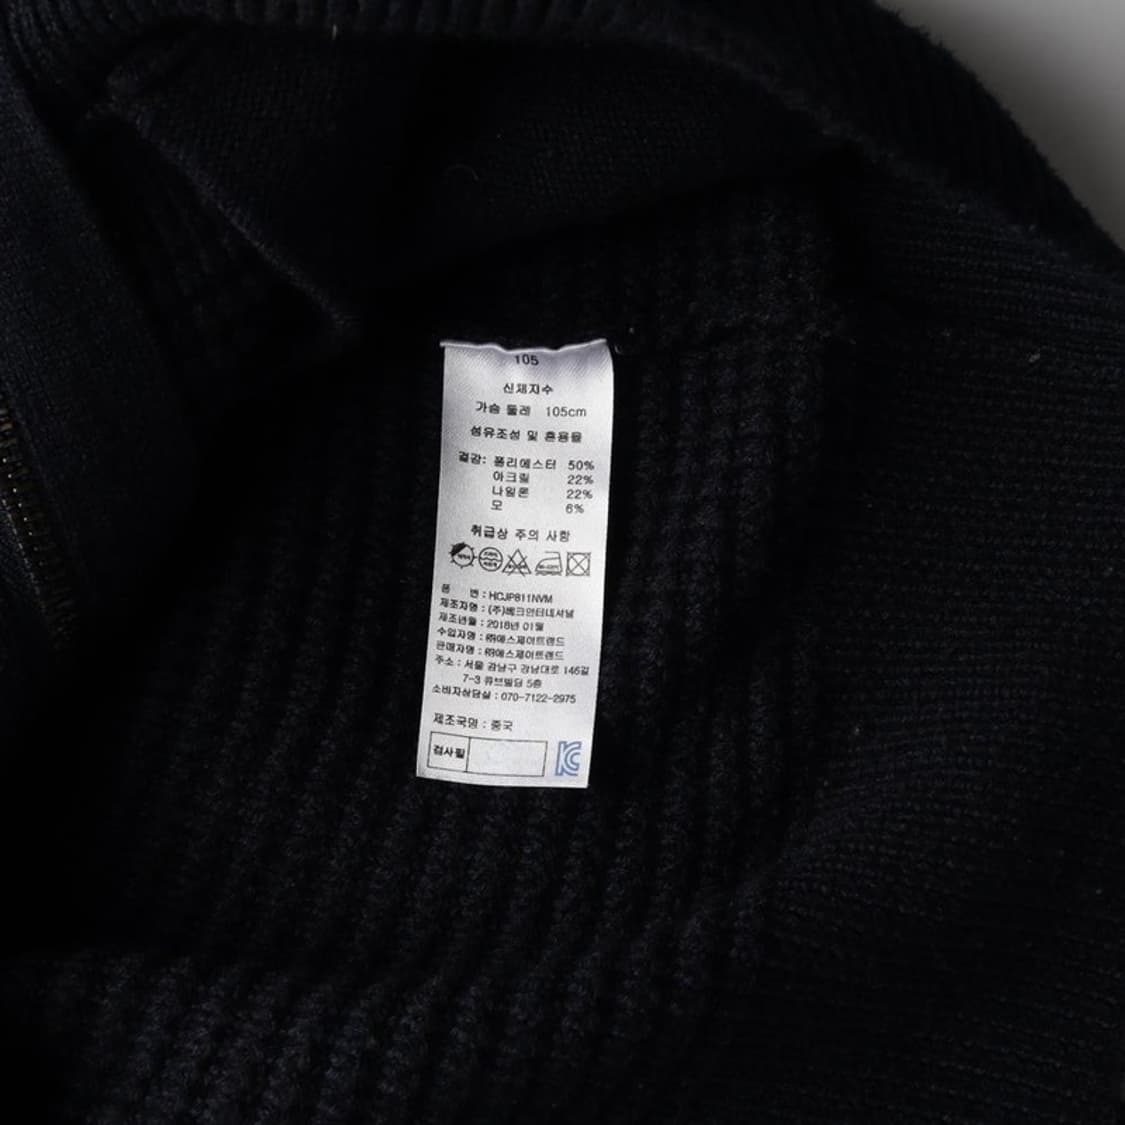 105
신체지수
가슴 둘레 105cm
섬유조성 및 혼용율
겉감: 폴리에스터 50%
아크릴 22%
나일론 22%
모 6%
취급상 주의 사항
품 번 : HCJP811NVM
제조자명 : (주)베크인터내셔날
제조년월 : 2018년 01월
수입자명 : ㈜에스제이트렌드
판매자명 : ㈜에스제이트렌드
주소 : 서울 강남구 강남대로 146길
7-3 큐브빌딩 5층
소비자상담실 : 070-7122-2975
제조국명 : 중국
검사필
KC